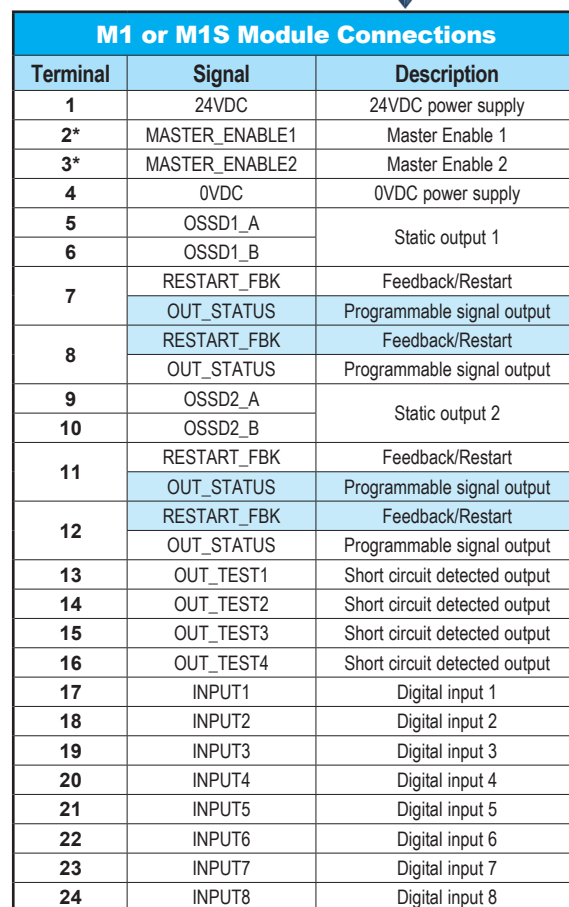 M1 or M1S Module Connections
Terminal Signal Description
1 24VDC 24VDC power supply
2* MASTER_ENABLE1 Master Enable 1
3* MASTER_ENABLE2 Master Enable 2
4 0VDC 0VDC power supply
5 OSSD1_A Static output 1
6 OSSD1_B
7 RESTART_FBK Feedback/Restart
OUT_STATUS Programmable signal output
8 RESTART_FBK Feedback/Restart
OUT_STATUS Programmable signal output
9 OSSD2_A Static output 2
10 OSSD2_B
11 RESTART_FBK Feedback/Restart
OUT_STATUS Programmable signal output
12 RESTART_FBK Feedback/Restart
OUT_STATUS Programmable signal output
13 OUT_TEST1 Short circuit detected output
14 OUT_TEST2 Short circuit detected output
15 OUT_TEST3 Short circuit detected output
16 OUT_TEST4 Short circuit detected output
17 INPUT1 Digital input 1
18 INPUT2 Digital input 2
19 INPUT3 Digital input 3
20 INPUT4 Digital input 4
21 INPUT5 Digital input 5
22 INPUT6 Digital input 6
23 INPUT7 Digital input 7
24 INPUT8 Digital input 8